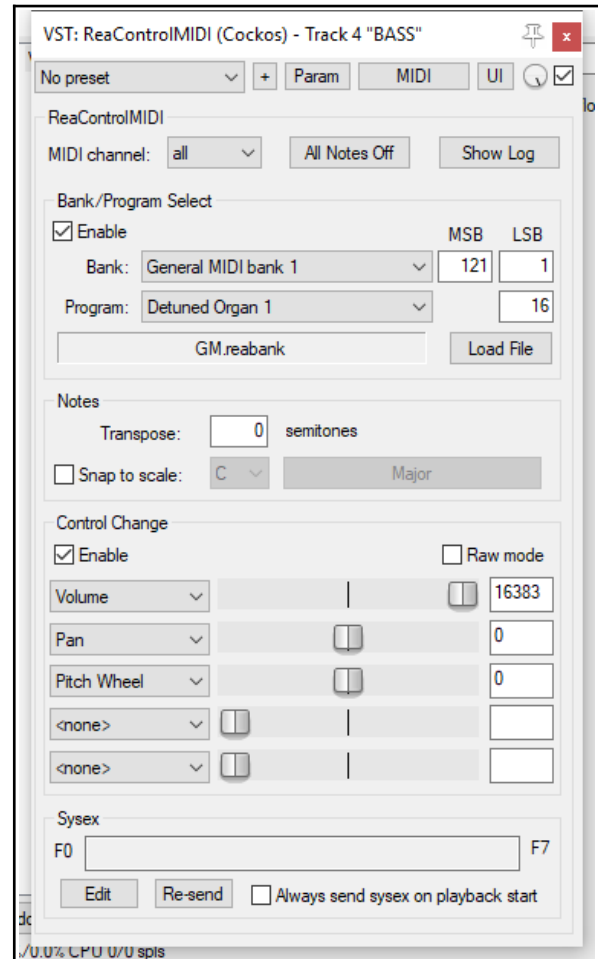 VST: ReaControlMIDI (Cockos) - Track 4 "BASS" x
No preset + Param MIDI UI
ReaControlMIDI
MIDI channel: all All Notes Off Show Log
Bank/Program Select
Enable MSB LSB
Bank: General MIDI bank 1 121 1
Program: Detuned Organ 1 16
GM.reabank Load File
Notes
Transpose: 0 semitones
Snap to scale: C Major
Control Change
Enable Raw mode
Volume 16383
Pan 0
Pitch Wheel 0
<none>
<none>
Sysex
F0 F7
Edit Re-send Always send sysex on playback start
/0.0% CPU 0/0 spls